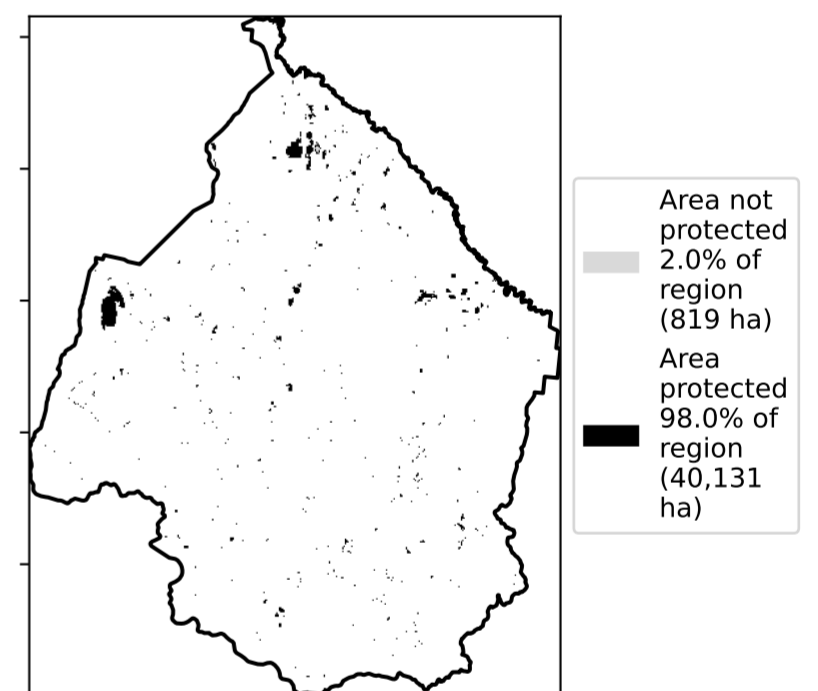 Area not
protected
2.0% of
region
(819 ha)
Area
protected
98.0% of
region
(40,131
ha)